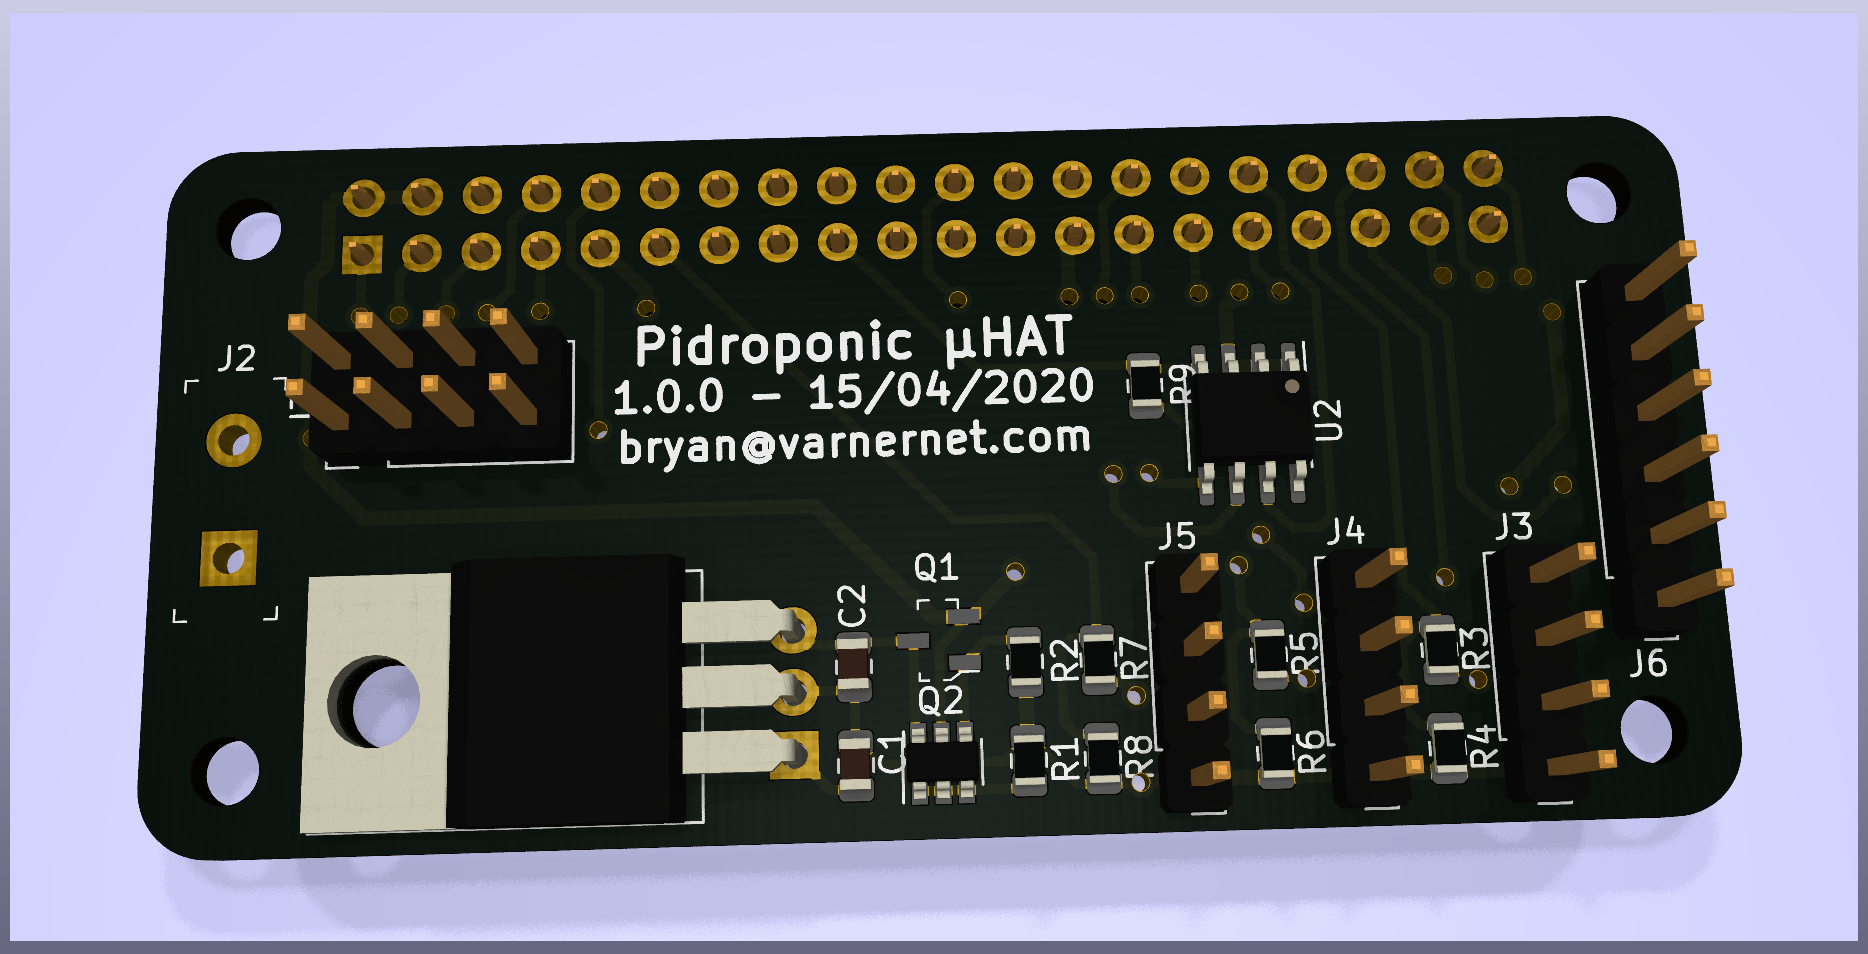 Pidroponic µHAT
1.0.0 - 15/04/2020
bryan@varnernet.com
J2
R9
U2
J5
J4
J3
Q1
C2
R2
R7
R5
R3
J6
Q2
C1
R1
R8
R6
R4